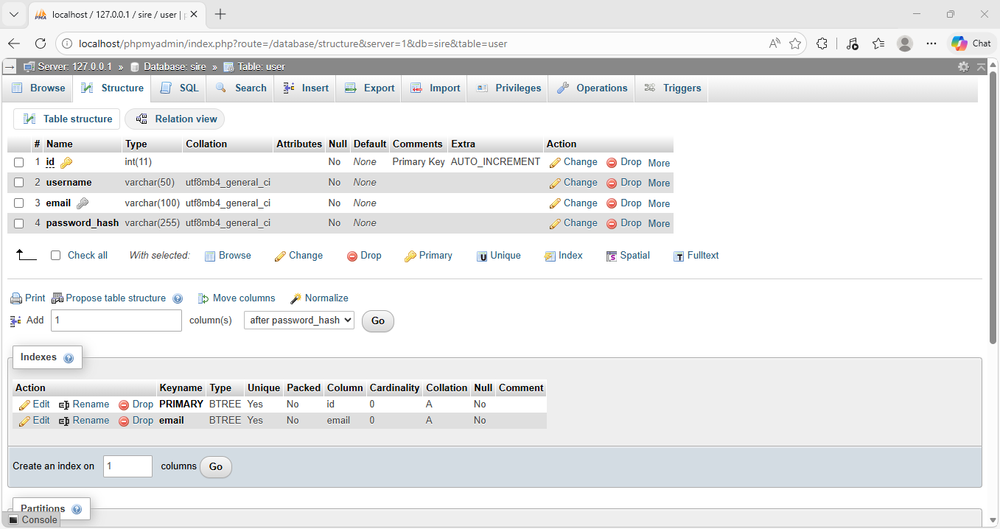 localhost / 127.0.0.1 / sire / user | p
localhost/phpmyadmin/index.php?route=/database/structure&server=1&db=sire&table=user
Chat
Server: 127.0.0.1 » Database: sire » Table: user
Browse Structure SQL Search Insert Export Import Privileges Operations Triggers
Table structure Relation view
# Name Type Collation Attributes Null Default Comments Extra Action
1 id int(11) No None Primary Key AUTO_INCREMENT Change Drop More
2 username varchar(50) utf8mb4_general_ci No None Change Drop More
3 email varchar(100) utf8mb4_general_ci No None Change Drop More
4 password_hash varchar(255) utf8mb4_general_ci No None Change Drop More
Check all With selected: Browse Change Drop Primary Unique Index Spatial Fulltext
Print Propose table structure Move columns Normalize
Add 1 column(s) after password_hash Go
Indexes
Action Keyname Type Unique Packed Column Cardinality Collation Null Comment
Edit Rename Drop PRIMARY BTREE Yes No id 0 A No
Edit Rename Drop email BTREE Yes No email 0 A No
Create an index on 1 columns Go
Partitions
Console